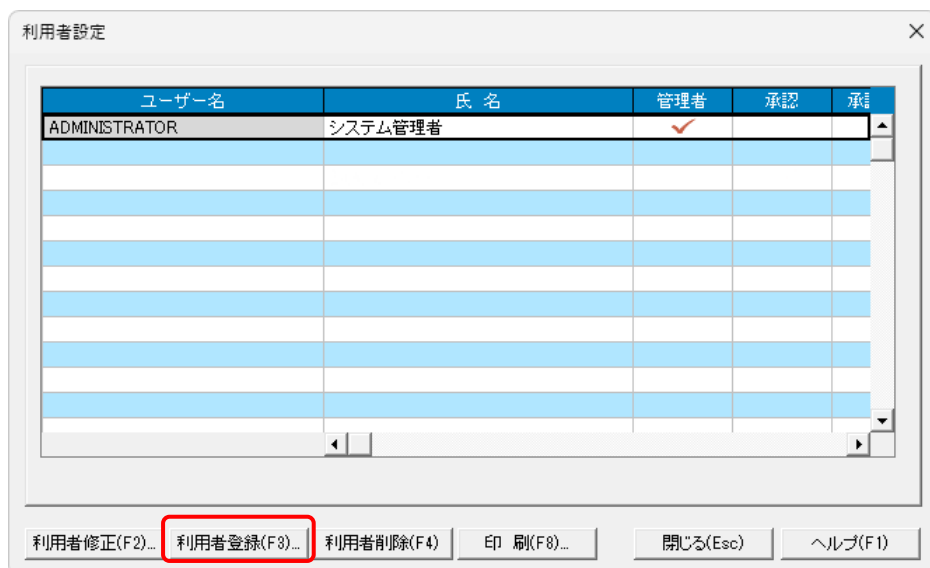 利用者設定
ユーザー名 氏 名 管理者 承認 承
ADMINISTRATOR システム管理者
利用者修正(F2)... 利用者登録(F3)... 利用者削除(F4) 印 刷(F8)... 閉じる(Esc) ヘルプ(F1)